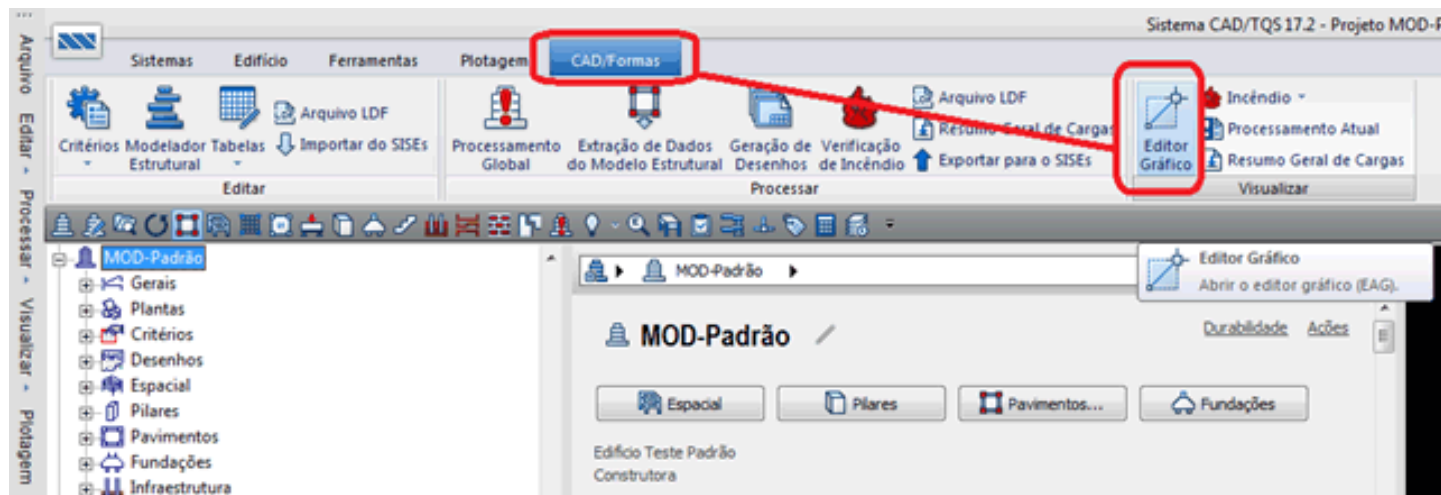 Sistema CAD/TQS 17.2 - Projeto MOD-P
Arquivo Editar Processar Visualizar Plotagem
Sistemas Edifício Ferramentas Plotagem CAD/Formas
Critérios
Modelador Estrutural
Tabelas
Arquivo LDF
Importar do SISEs
Editar
Processamento Global
Extração de Dados do Modelo Estrutural
Geração de Desenhos
Verificação de Incêndio
Arquivo LDF
Resumo Geral de Cargas
Exportar para o SISEs
Processar
Editor Gráfico
Incêndio
Processamento Atual
Resumo Geral de Cargas
Visualizar
Editor Gráfico
Abrir o editor gráfico (EAG).
MOD-Padrão
Gerais
Plantas
Critérios
Desenhos
Espacial
Pilares
Pavimentos
Fundações
Infraestrutura
MOD-Padrão
MOD-Padrão
Durabilidade Ações
Espacial Pilares Pavimentos... Fundações
Edifício Teste Padrão
Construtora